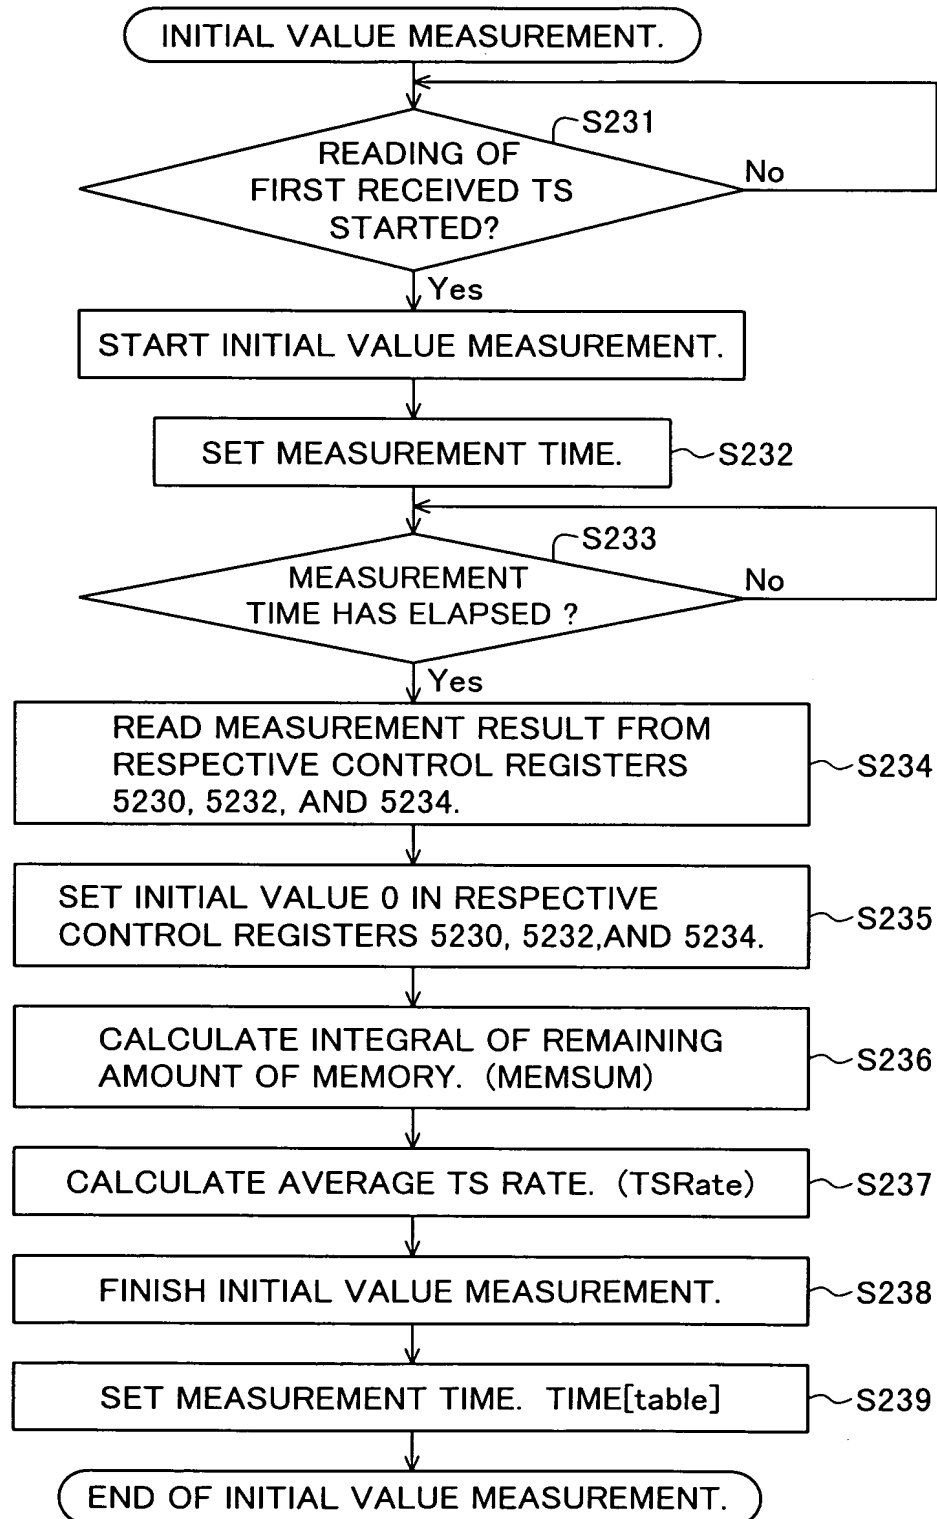 INITIAL VALUE MEASUREMENT.
S231
READING OF
FIRST RECEIVED TS
STARTED?
No
Yes
START INITIAL VALUE MEASUREMENT.
SET MEASUREMENT TIME.
S232
S233
MEASUREMENT
TIME HAS ELAPSED ?
No
Yes
READ MEASUREMENT RESULT FROM
RESPECTIVE CONTROL REGISTERS
5230, 5232, AND 5234.
S234
SET INITIAL VALUE 0 IN RESPECTIVE
CONTROL REGISTERS 5230, 5232,AND 5234.
S235
CALCULATE INTEGRAL OF REMAINING
AMOUNT OF MEMORY. (MEMSUM)
S236
CALCULATE AVERAGE TS RATE. (TSRate)
S237
FINISH INITIAL VALUE MEASUREMENT.
S238
SET MEASUREMENT TIME. TIME[table]
S239
END OF INITIAL VALUE MEASUREMENT.